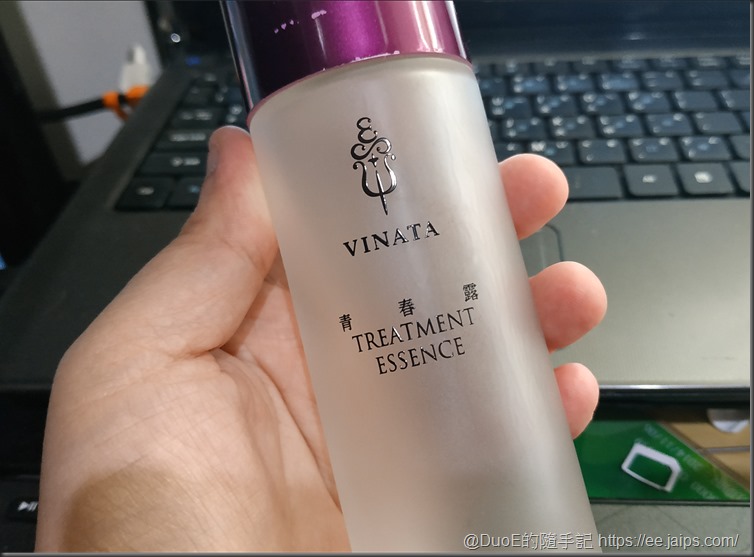 VINATA
青春露
TREATMENT
ESSENCE
@DuoE的隨手記 https://ee.jaips.com/